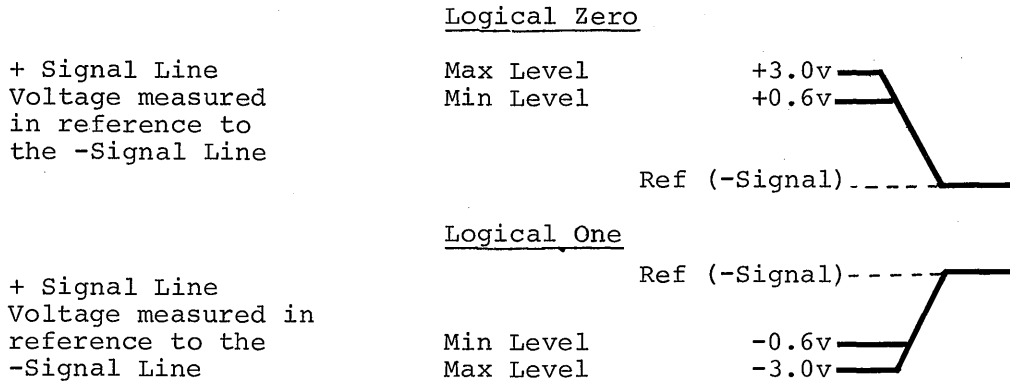 Logical Zero
+ Signal Line Max Level +3.0v
Voltage measured Min Level +0.6v
in reference to
the -Signal Line
Ref (-Signal)
Logical One
Ref (-Signal)
+ Signal Line
Voltage measured in
reference to the Min Level -0.6v
-Signal Line Max Level -3.0v